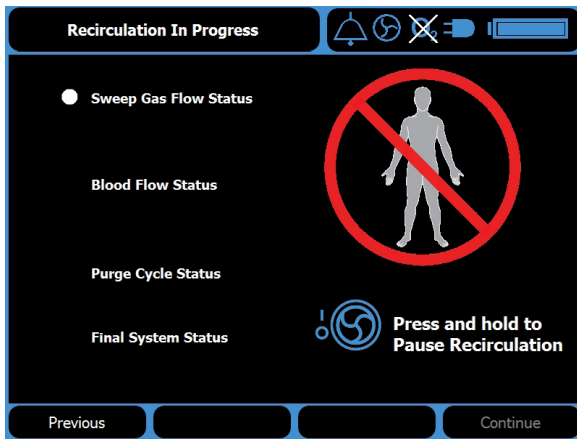 Recirculation In Progress
O₂
Sweep Gas Flow Status
Blood Flow Status
Purge Cycle Status
Final System Status
Press and hold to
Pause Recirculation
Previous
Continue